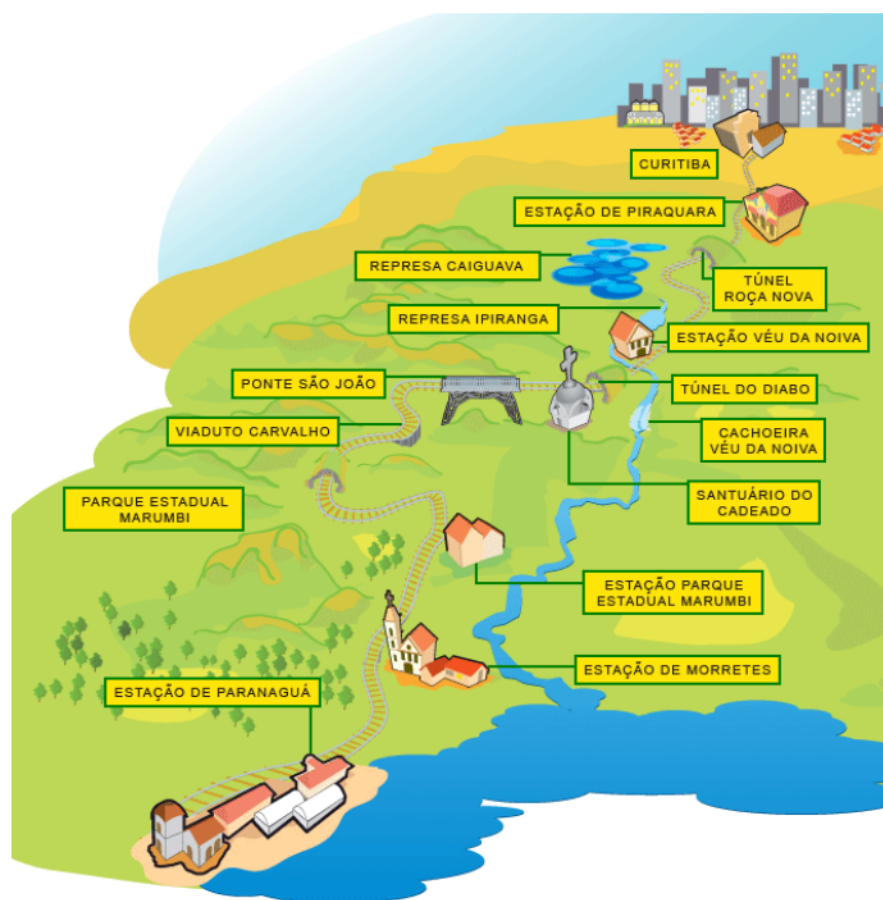 CURITIBA
ESTAÇÃO DE PIRAQUARA
REPRESA CAIGUAVA
TÚNEL
ROÇA NOVA
REPRESA IPIRANGA
ESTAÇÃO VÉU DA NOIVA
PONTE SÃO JOÃO
TÚNEL DO DIABO
VIADUTO CARVALHO
CACHOEIRA
VÉU DA NOIVA
PARQUE ESTADUAL
MARUMBI
SANTUÁRIO DO
CADEADO
ESTAÇÃO PARQUE
ESTADUAL MARUMBI
ESTAÇÃO DE MORRETES
ESTAÇÃO DE PARANAGUÁ